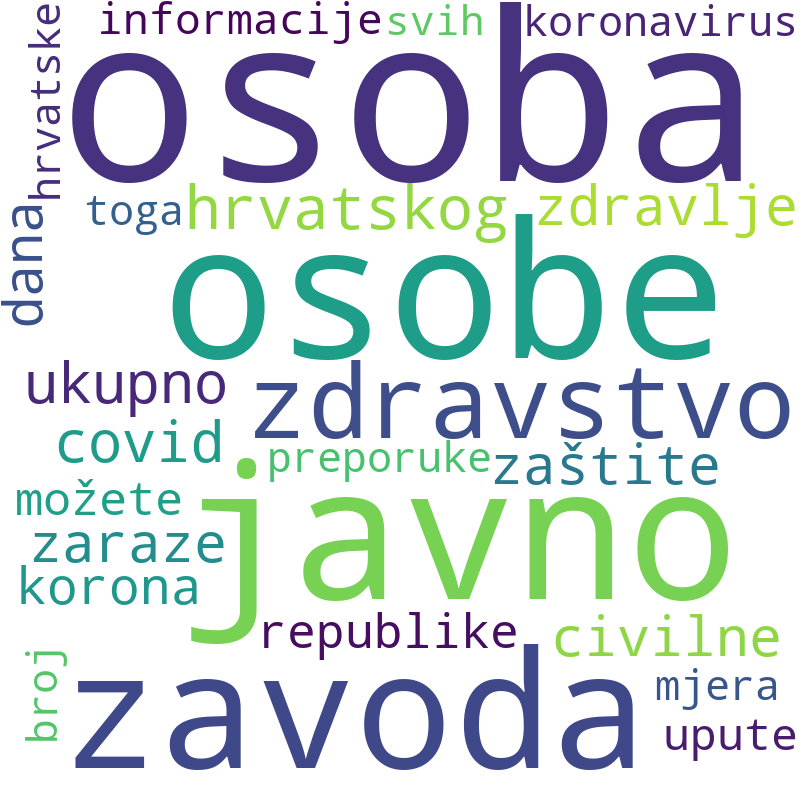 informacije svih koronavirus
hrvatske
osoba
toga hrvatskog zdravlje
dana
osobe
ukupno zdravstvo
covid preporuke zaštite
možete
javno
zaraze
korona
republike civilne
broj
zavoda
mjera
upute